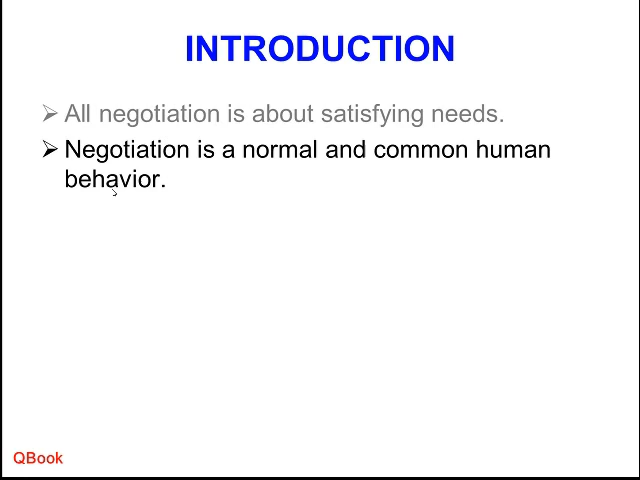 INTRODUCTION
➢ All negotiation is about satisfying needs.
➢ Negotiation is a normal and common human
behavior.
QBook